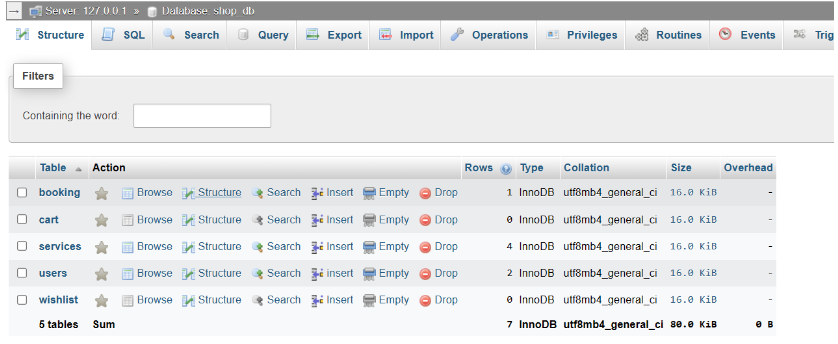 Server: 127.0.0.1 » Database: shop_db
Structure SQL Search Query Export Import Operations Privileges Routines Events Trig
Filters
Containing the word:
Table Action Rows Type Collation Size Overhead
booking Browse Structure Search Insert Empty Drop 1 InnoDB utf8mb4_general_ci 16.0 KiB -
cart Browse Structure Search Insert Empty Drop 0 InnoDB utf8mb4_general_ci 16.0 KiB -
services Browse Structure Search Insert Empty Drop 4 InnoDB utf8mb4_general_ci 16.0 KiB -
users Browse Structure Search Insert Empty Drop 2 InnoDB utf8mb4_general_ci 16.0 KiB -
wishlist Browse Structure Search Insert Empty Drop 0 InnoDB utf8mb4_general_ci 16.0 KiB -
5 tables Sum 7 InnoDB utf8mb4_general_ci 80.0 KiB 0 B